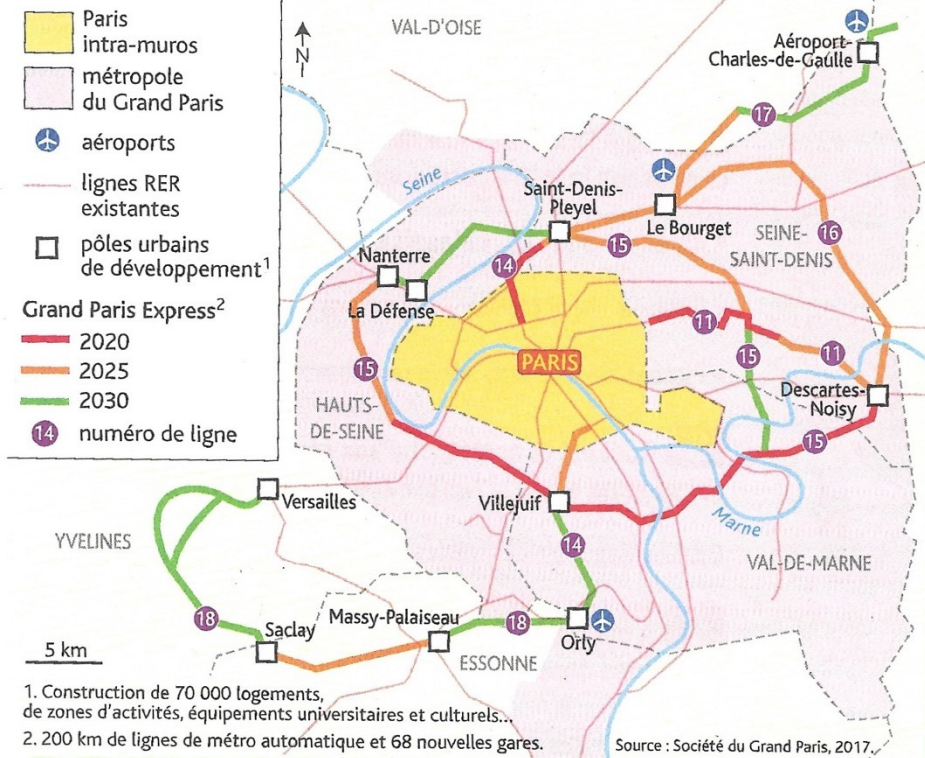 Paris
intra-muros
métropole
du Grand Paris
aéroports
lignes RER
existantes
pôles urbains
de développement¹
Grand Paris Express²
2020
2025
2030
14 numéro de ligne
N
VAL-D'OISE
Aéroport-
Charles-de-Gaulle
17
Seine
Saint-Denis-
Pleyel
Le Bourget
16
15
SEINE-
SAINT-DENIS
Nanterre
14
La Défense
11
PARIS
11
15
15
Descartes-
Noisy
HAUTS-
DE-SEINE
15
Versailles
Villejuif
Marne
YVELINES
14
VAL-DE-MARNE
18
Saclay
Massy-Palaiseau
18
Orly
ESSONNE
5 km
1. Construction de 70 000 logements,
de zones d'activités, équipements universitaires et culturels...
2. 200 km de lignes de métro automatique et 68 nouvelles gares.
Source : Société du Grand Paris, 2017.